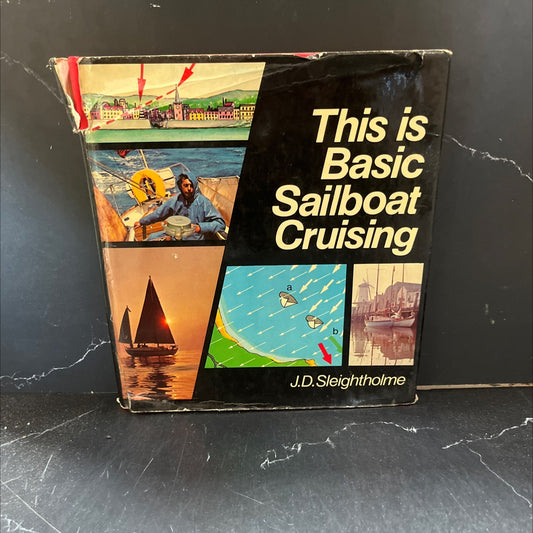 This is
Basic
Sailboat
Cruising
a
b
J.D.Sleightholme